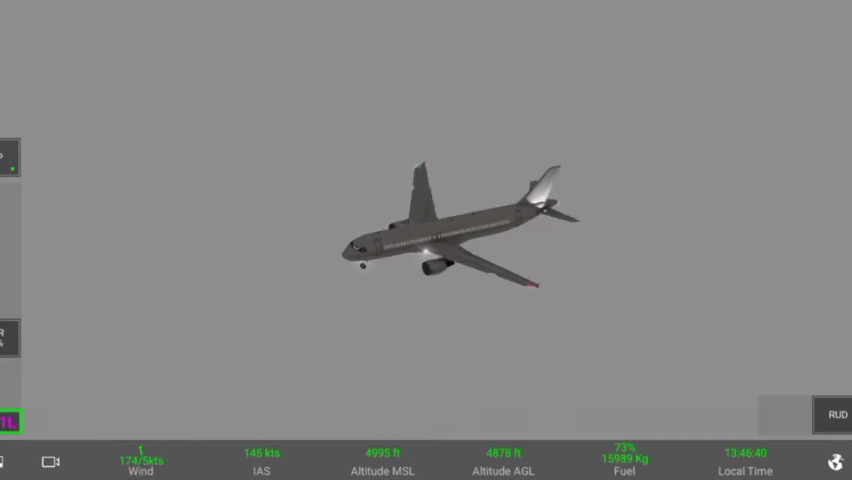 P
R
%
1L
RUD
174/5kts
Wind
145 kts
IAS
4995 ft
Altitude MSL
4878 ft
Altitude AGL
73%
15989 Kg
Fuel
13:46:40
Local Time